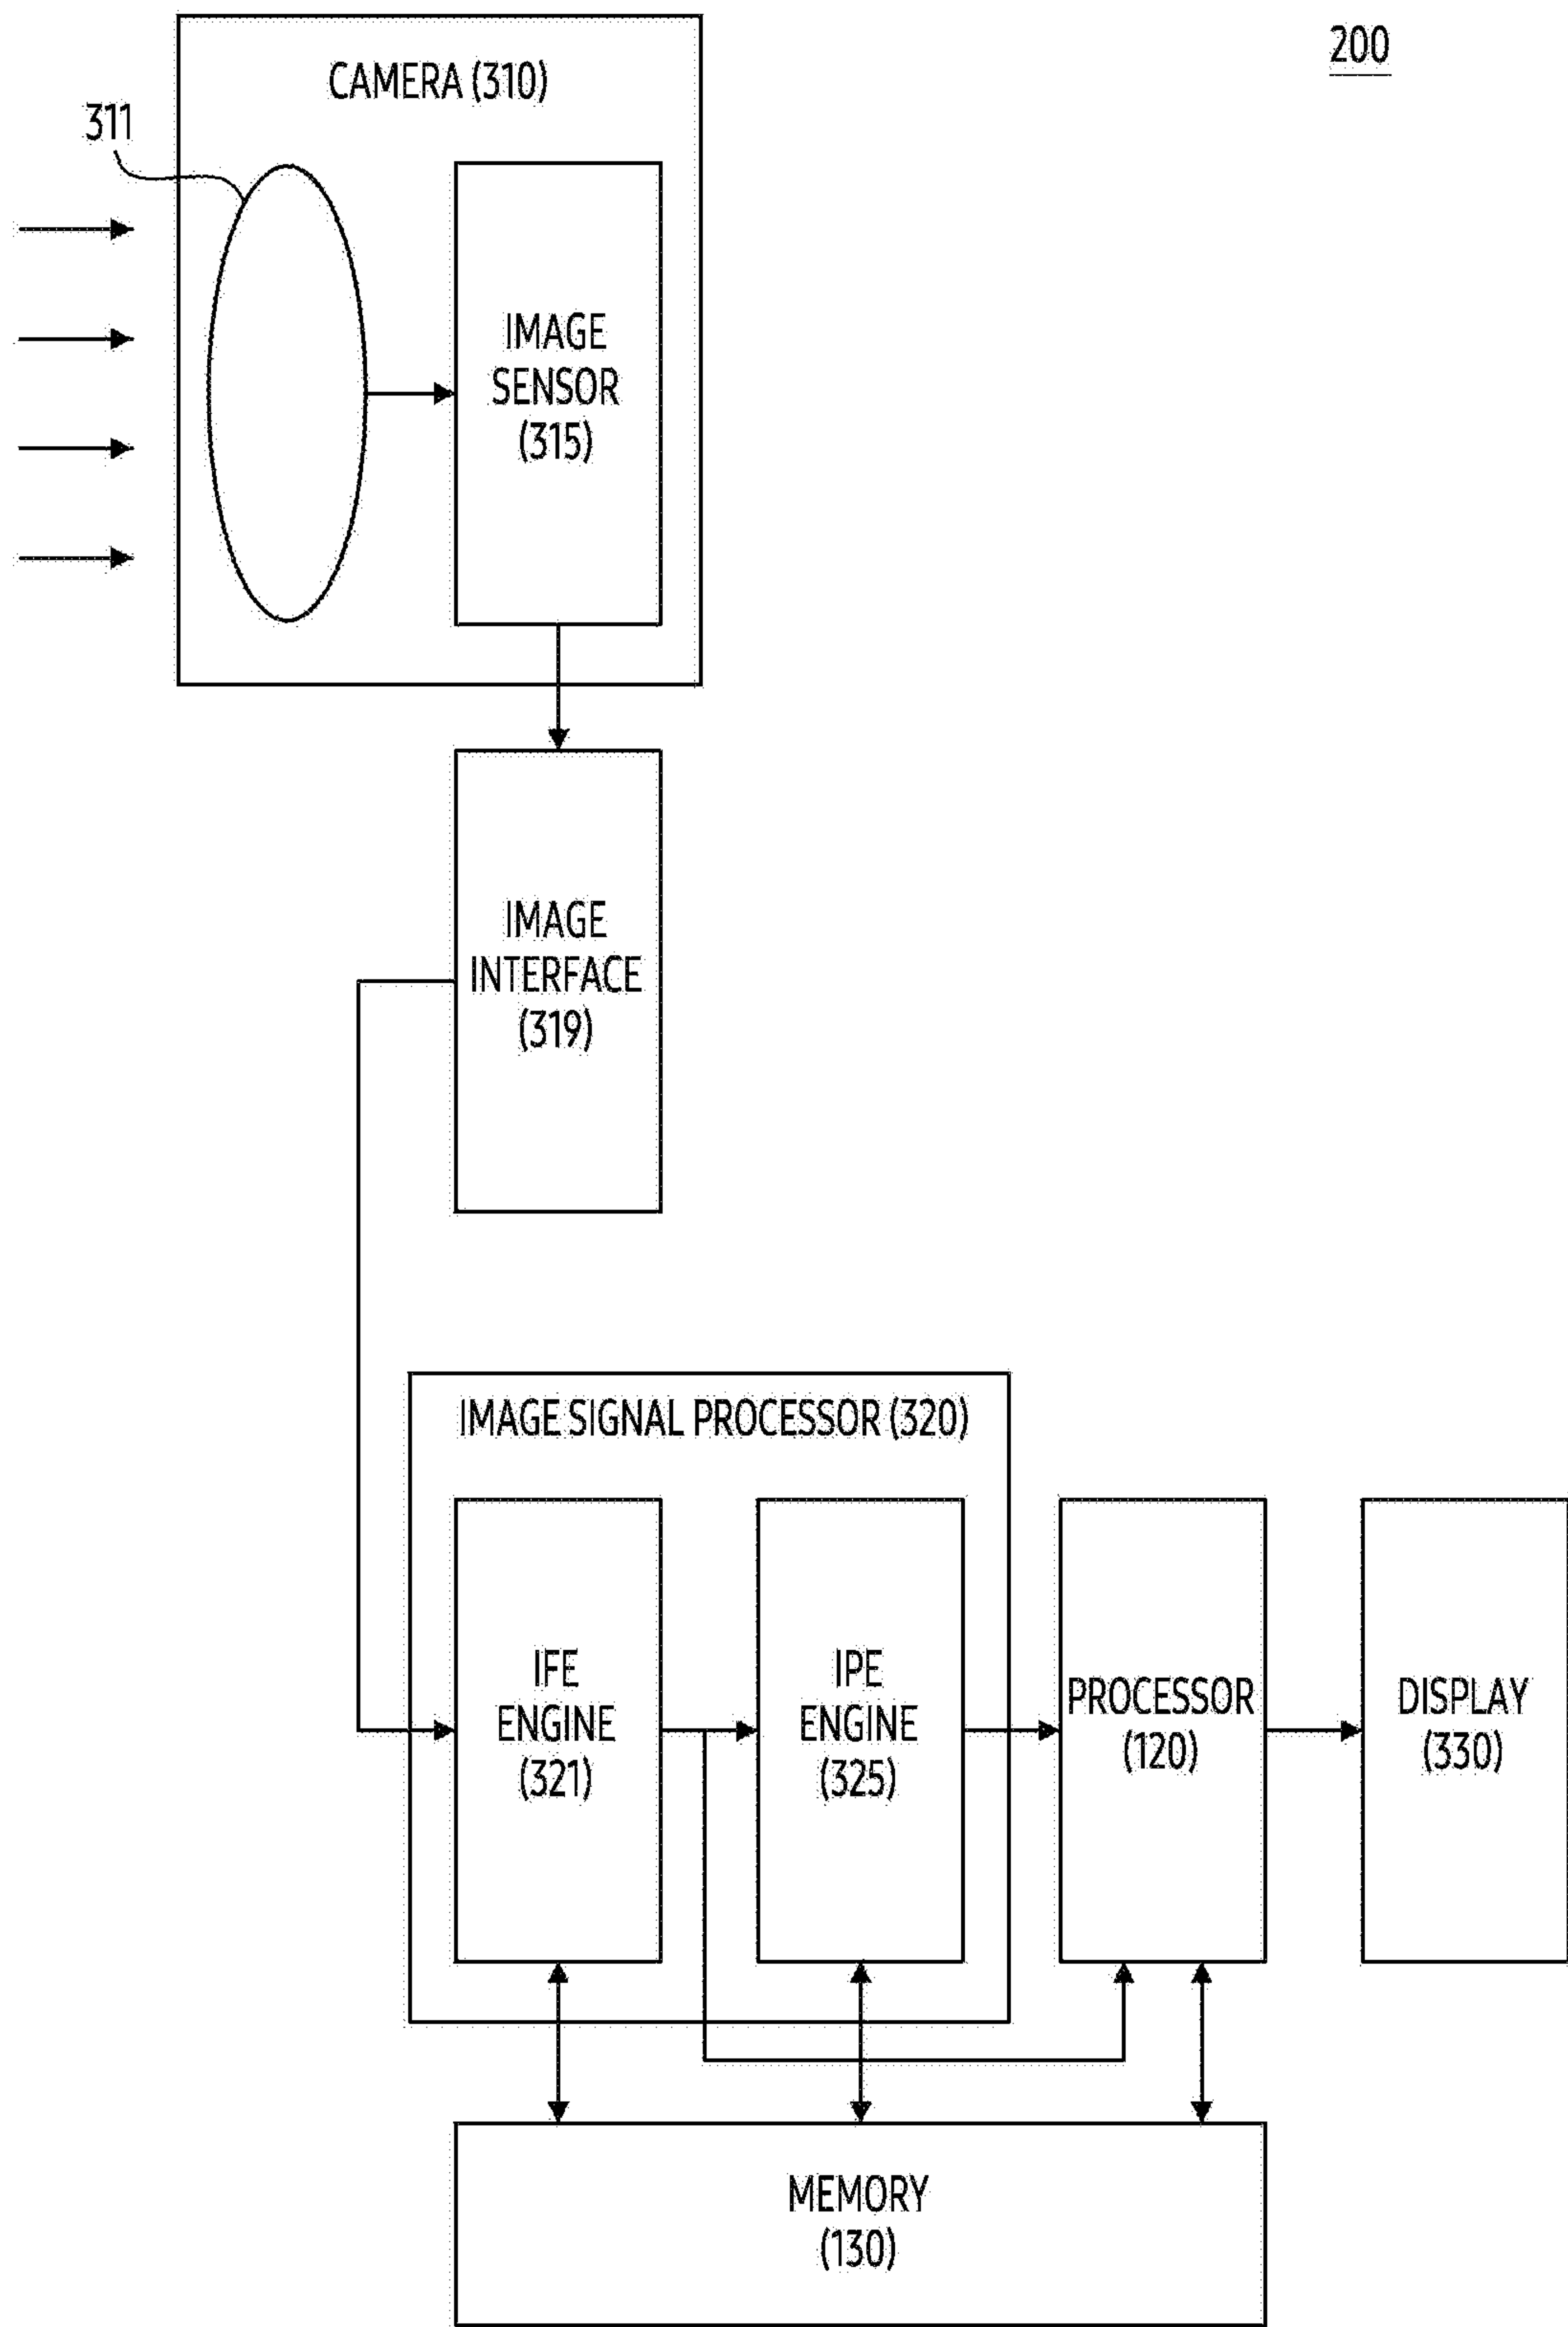 200
CAMERA (310)
311
IMAGE
SENSOR
(315)
IMAGE
INTERFACE
(319)
IMAGE SIGNAL PROCESSOR (320)
IFE
ENGINE
(321)
IPE
ENGINE
(325)
PROCESSOR
(120)
DISPLAY
(330)
MEMORY
(130)